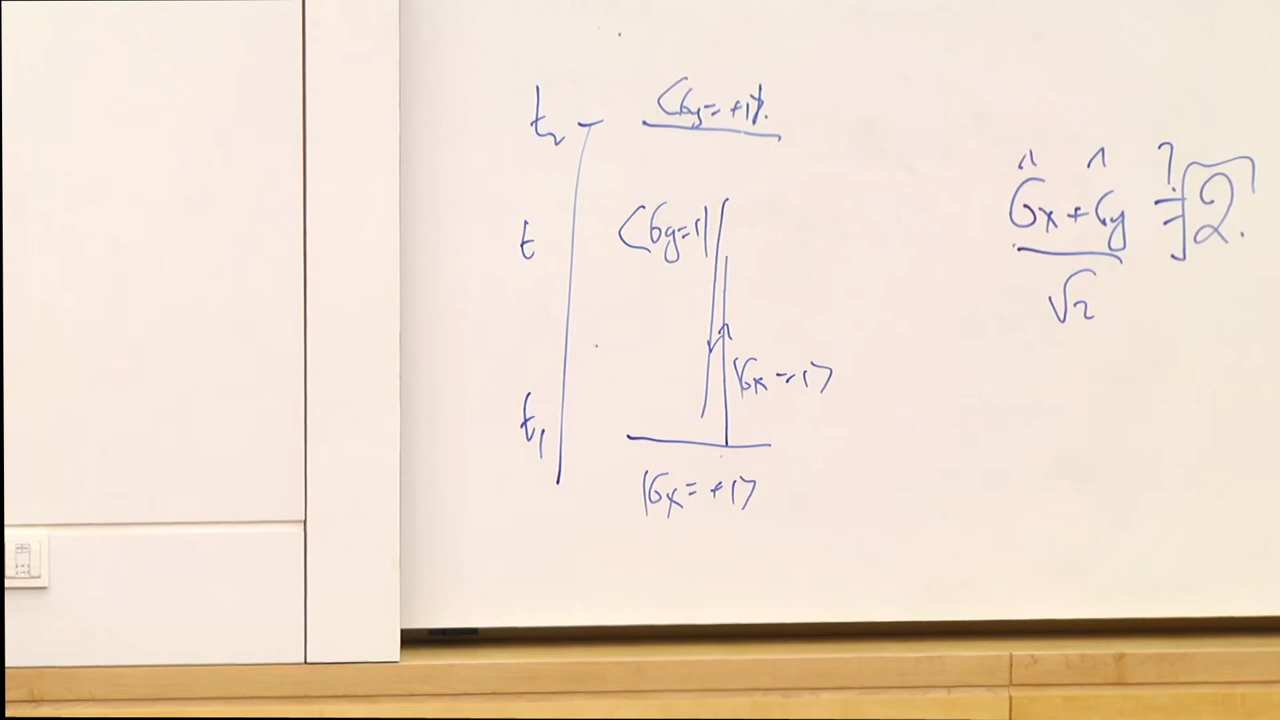 t₂ ⟨σy=+1|.
t ⟨σy=1|
t₁ |σx=1⟩
|σx=+1⟩
(σ̂x+σ̂y)/√2 ?= √2.